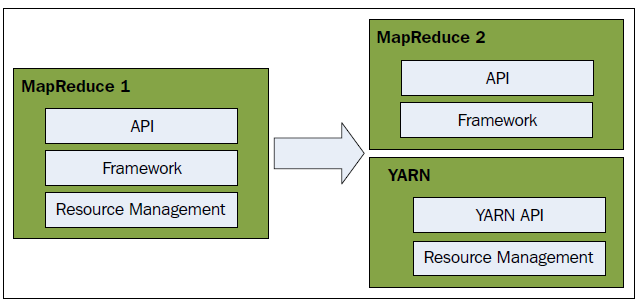 MapReduce 1
API
Framework
Resource Management
MapReduce 2
API
Framework
YARN
YARN API
Resource Management